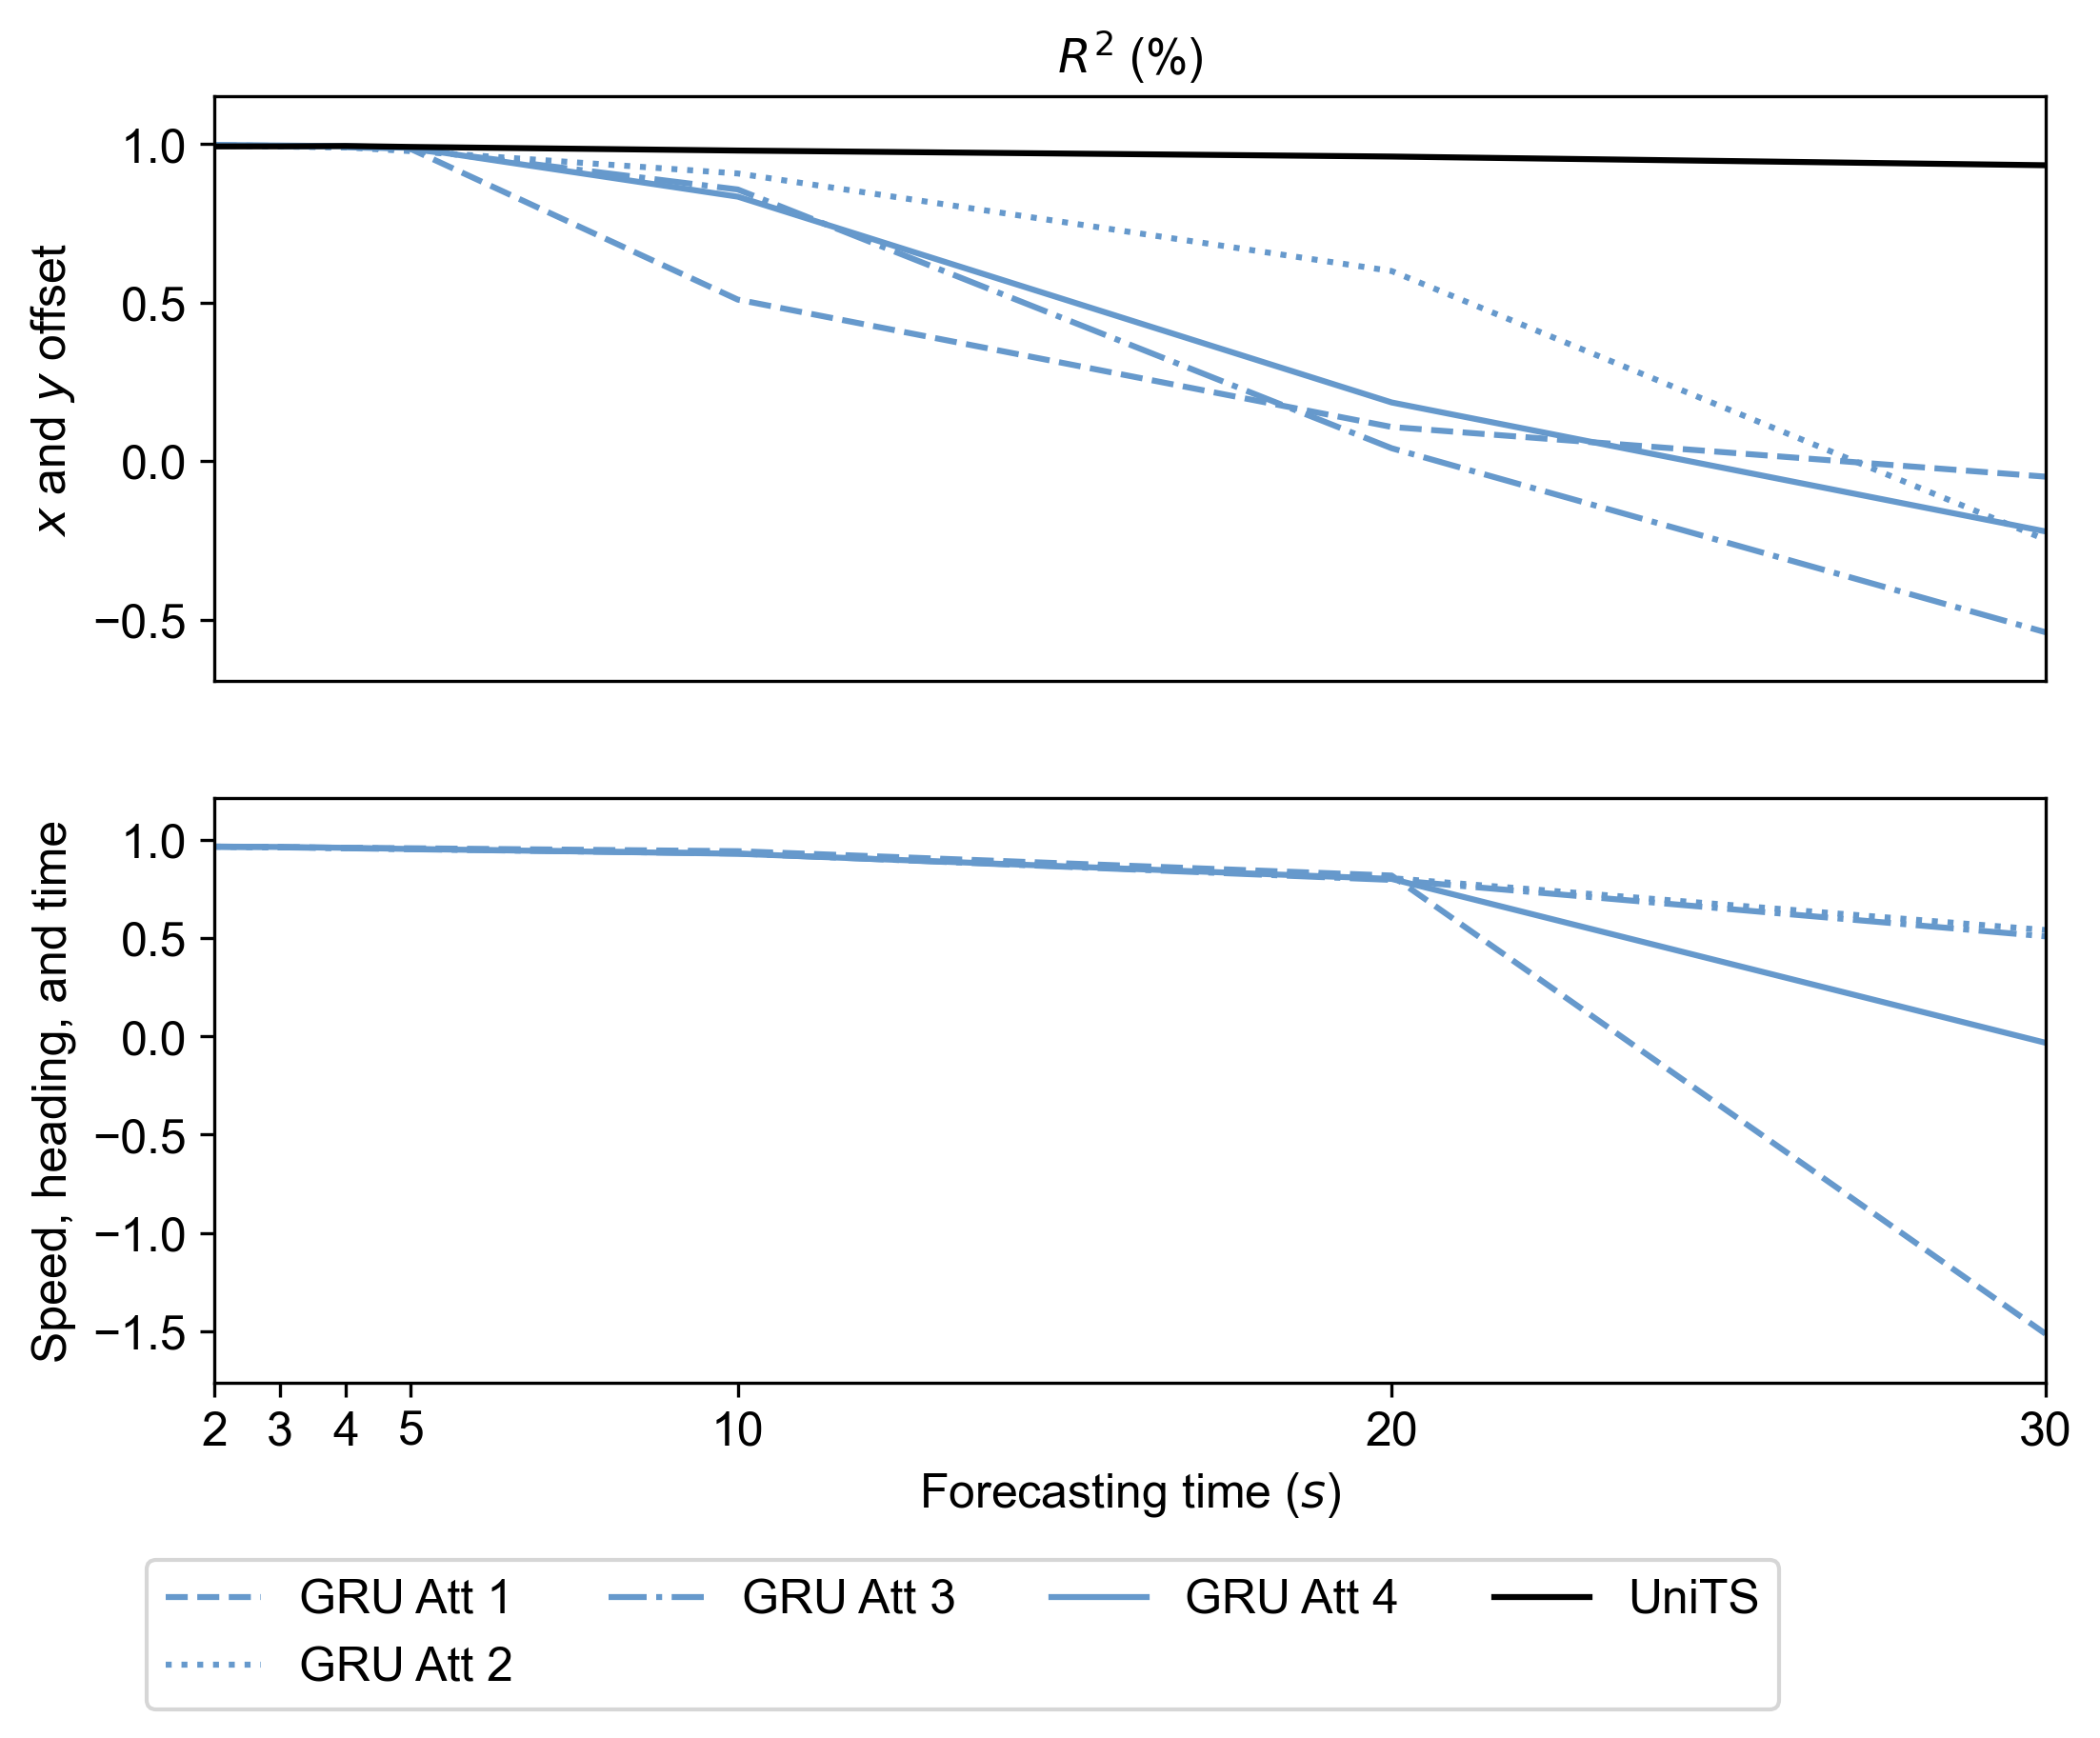 R² (%)
x and y offset
1.0
0.5
0.0
−0.5
Speed, heading, and time
1.0
0.5
0.0
−0.5
−1.0
−1.5
2 3 4 5 10 20 30
Forecasting time (s)
GRU Att 1 GRU Att 3 GRU Att 4 UniTS
GRU Att 2